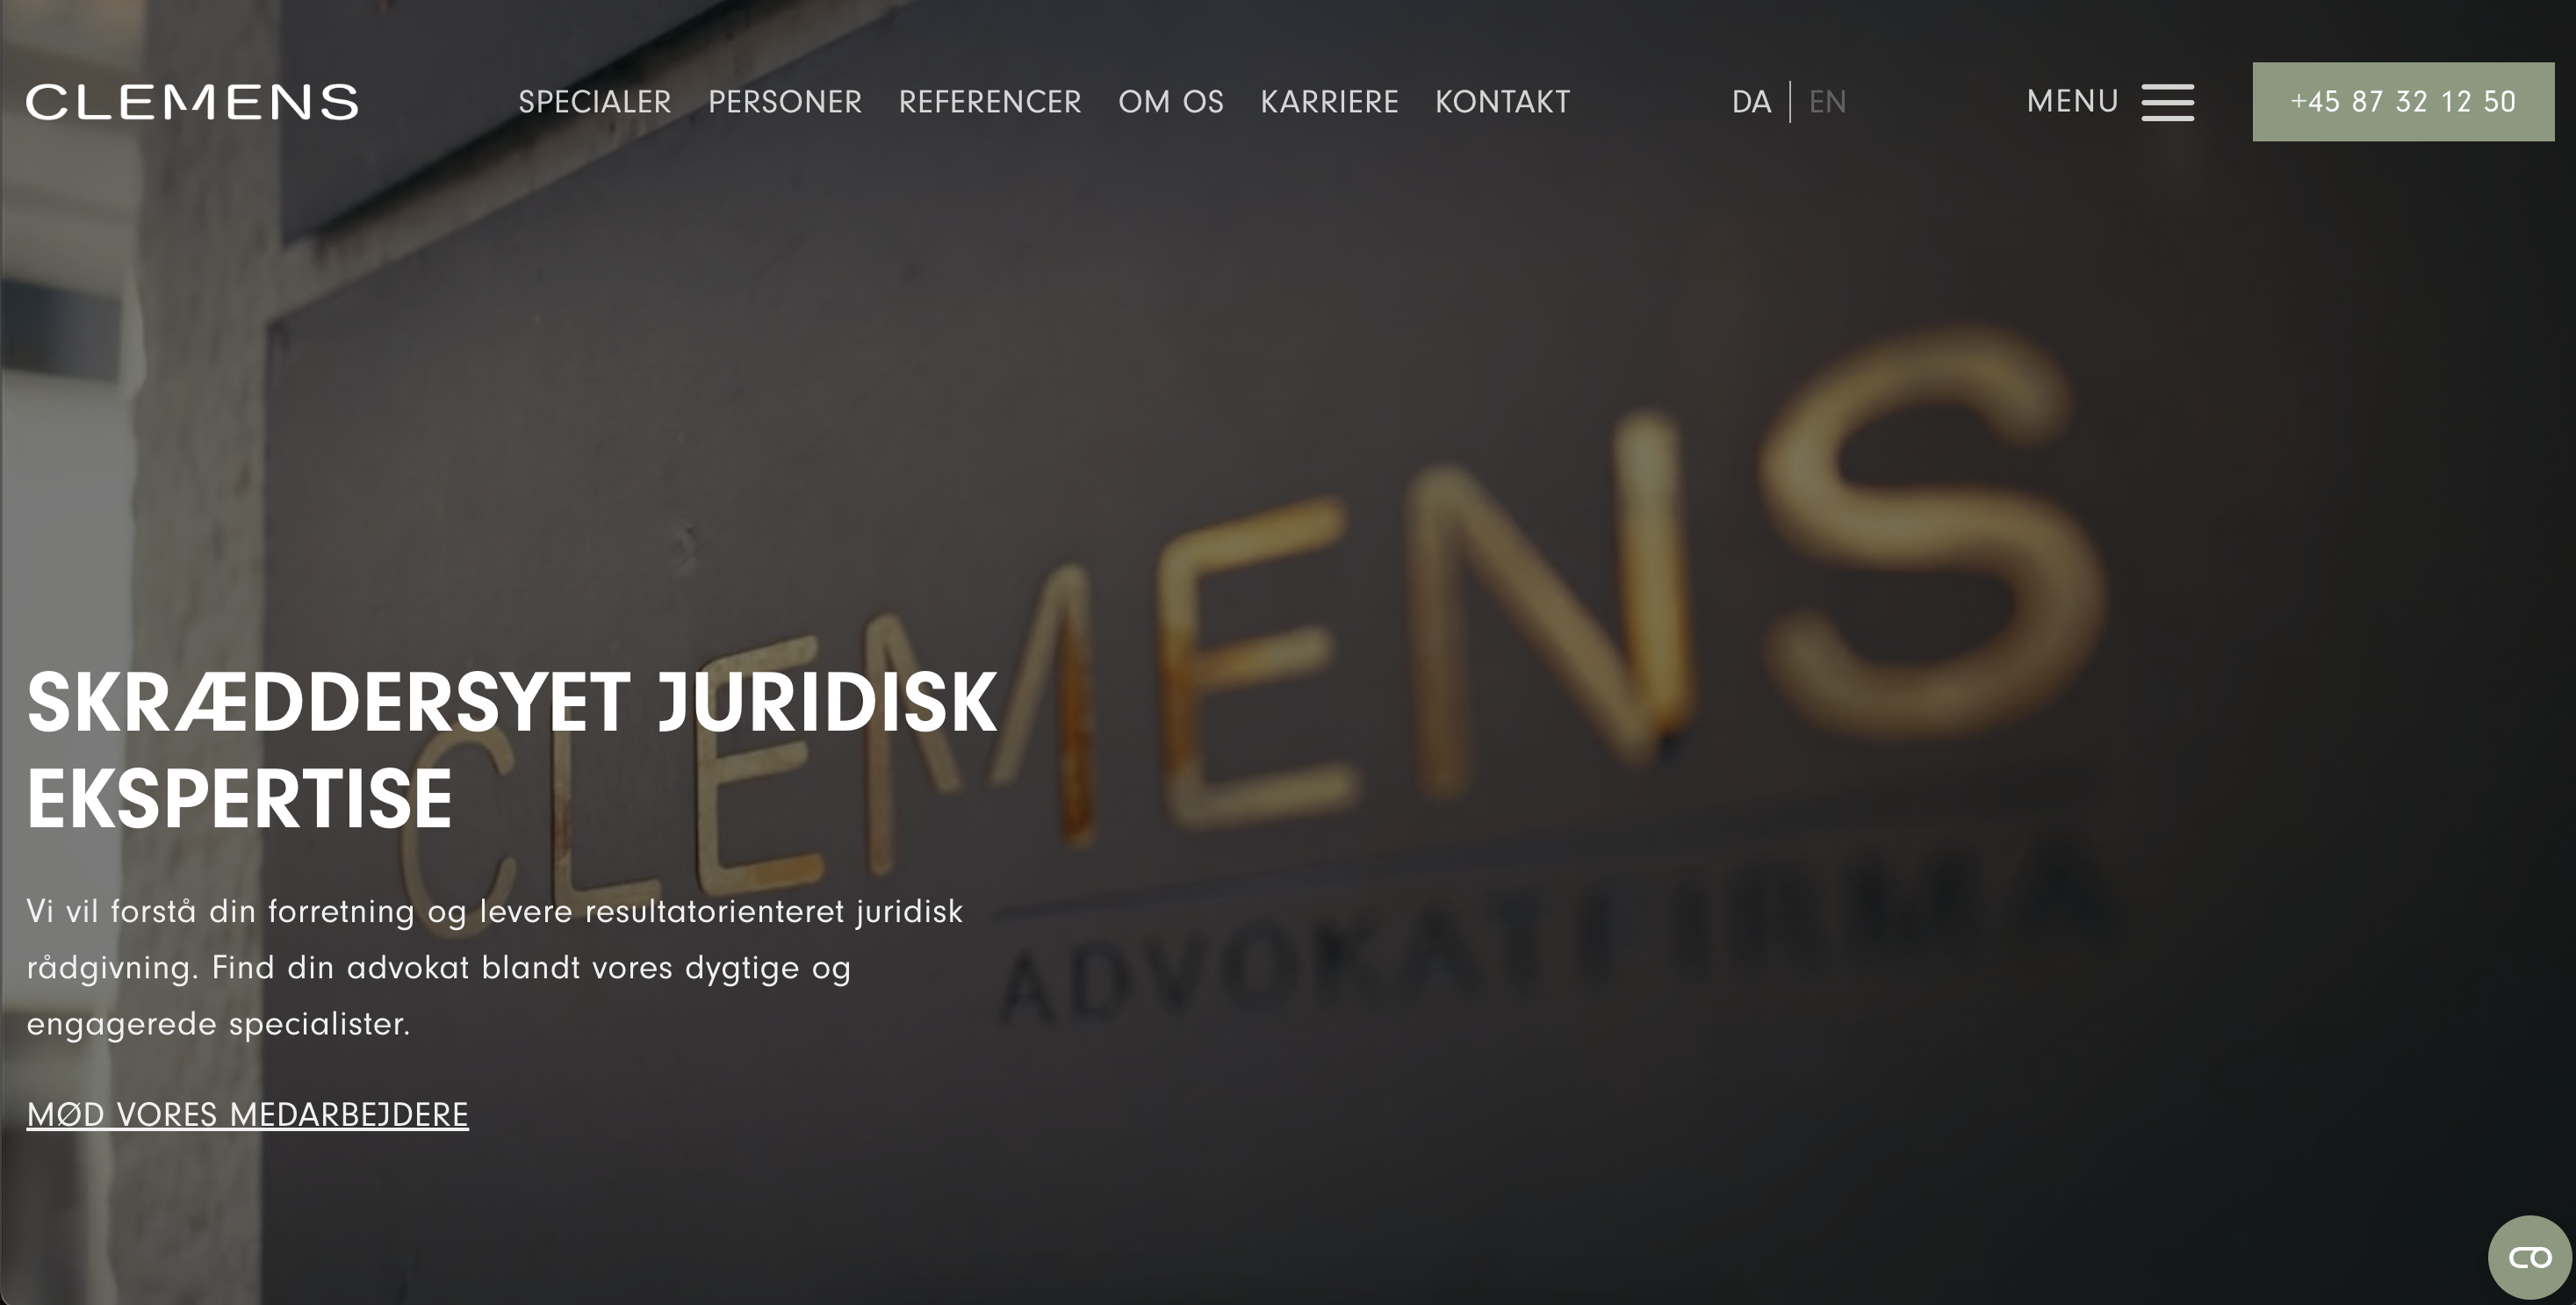 CLEMENS
SPECIALER PERSONER REFERENCER OM OS KARRIERE KONTAKT
DA | EN
MENU
+45 87 32 12 50
CLEMENS
ADVOKATFIRMA
SKRÆDDERSYET JURIDISK
EKSPERTISE
Vi vil forstå din forretning og levere resultatorienteret juridisk
rådgivning. Find din advokat blandt vores dygtige og
engagerede specialister.
MØD VORES MEDARBEJDERE